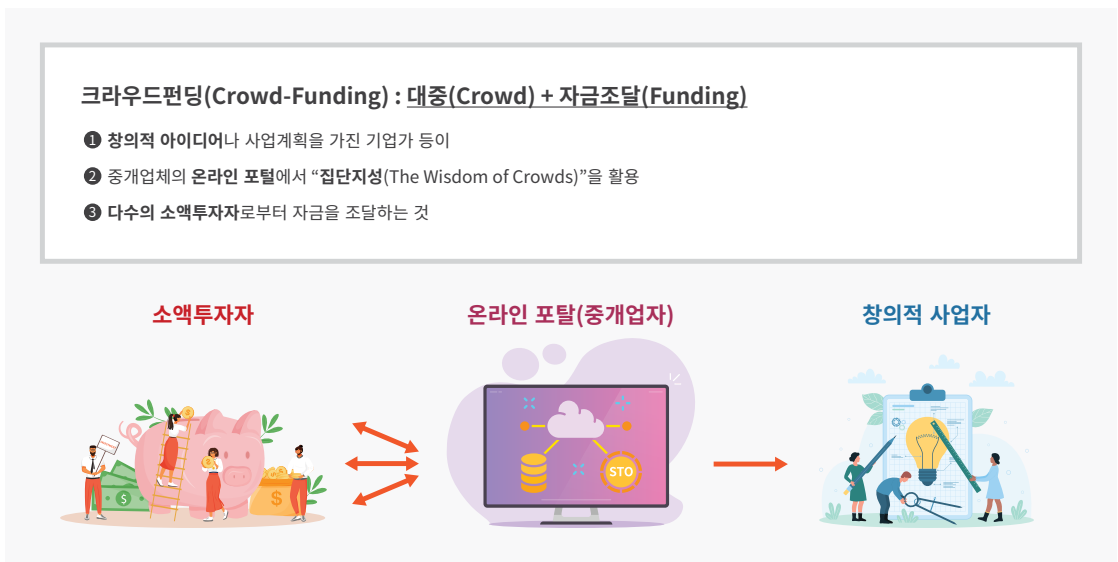 크라우드펀딩(Crowd-Funding) : 대중(Crowd) + 자금조달(Funding)
❶ 창의적 아이디어나 사업계획을 가진 기업가 등이
❷ 중개업체의 온라인 포털에서 “집단지성(The Wisdom of Crowds)”을 활용
❸ 다수의 소액투자자로부터 자금을 조달하는 것
소액투자자
온라인 포탈(중개업자)
창의적 사업자
STO
$
$
$